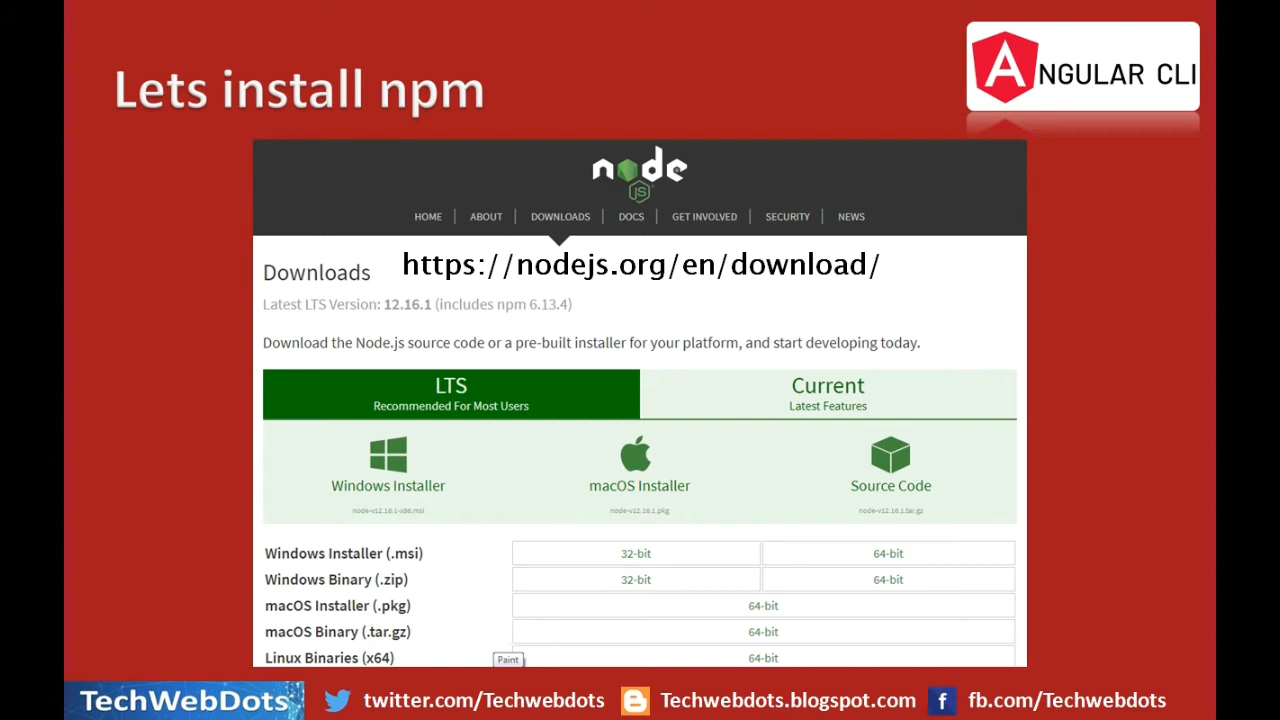 Lets install npm
ANGULAR CLI
node
JS
HOME
ABOUT
DOWNLOADS
DOCS
GET INVOLVED
SECURITY
NEWS
Downloads
https://nodejs.org/en/download/
Latest LTS Version: 12.16.1 (includes npm 6.13.4)
Download the Node.js source code or a pre-built installer for your platform, and start developing today.
LTS
Recommended For Most Users
Current
Latest Features
Windows Installer
node-v12.16.1-x86.msi
macOS Installer
node-v12.16.1.pkg
Source Code
node-v12.16.1.tar.gz
Windows Installer (.msi) 32-bit 64-bit
Windows Binary (.zip) 32-bit 64-bit
macOS Installer (.pkg) 64-bit
macOS Binary (.tar.gz) 64-bit
Linux Binaries (x64) 64-bit
Paint
TechWebDots
twitter.com/Techwebdots
Techwebdots.blogspot.com
fb.com/Techwebdots